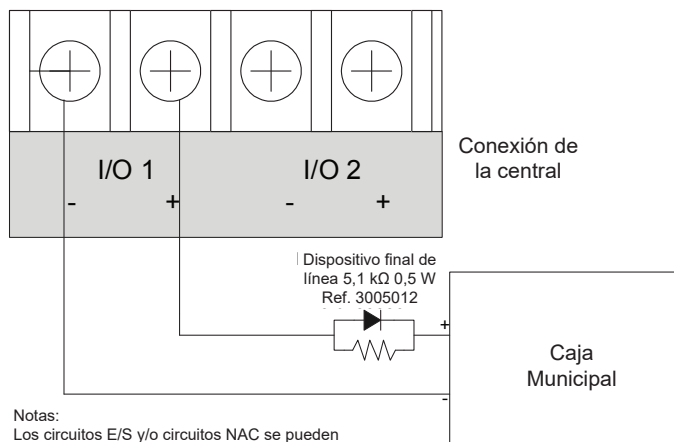 I/O 1
I/O 2
- + - +
Conexión de
la central
Dispositivo final de
línea 5,1 kΩ 0,5 W
Ref. 3005012
+
-
Caja
Municipal
Notas:
Los circuitos E/S y/o circuitos NAC se pueden